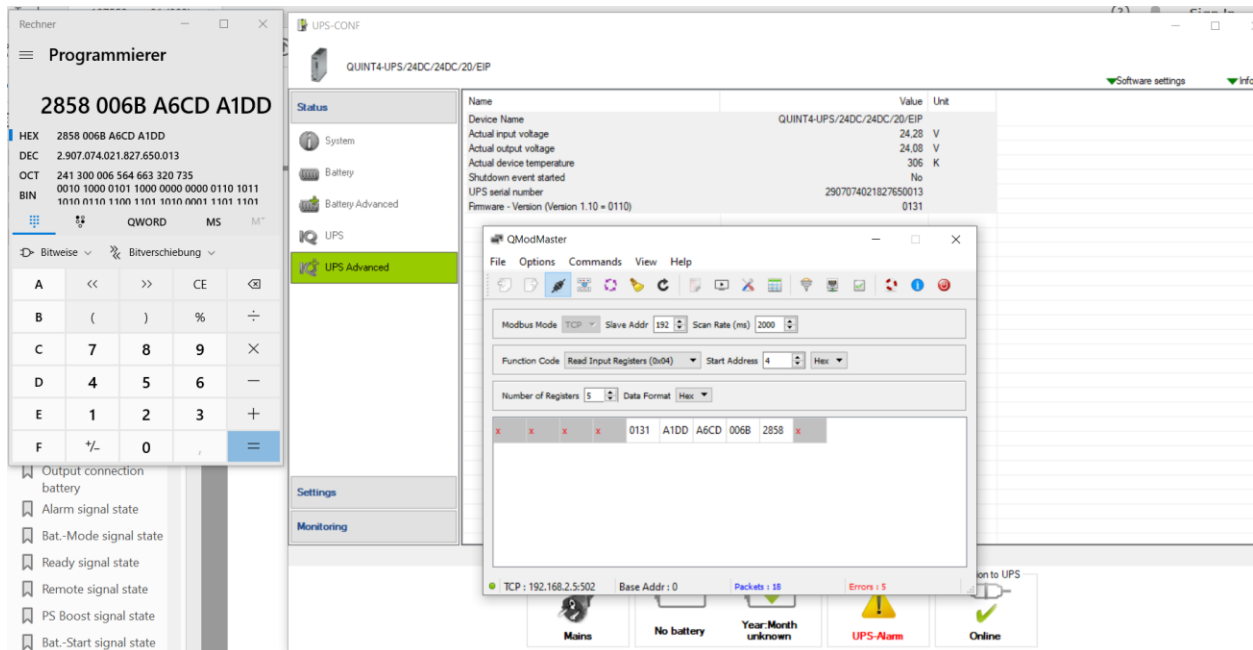 Rechner
Programmierer
2858 006B A6CD A1DD
HEX 2858 006B A6CD A1DD
DEC 2.907.074.021.827.650.013
OCT 241 300 006 564 663 320 735
BIN 0010 1000 0101 1000 0000 0000 0110 1011
1010 0110 1100 1101 1010 0001 1101 1101
QWORD MS M˅
Bitweise Bitverschiebung
A << >> CE
B ( ) % ÷
C 7 8 9 ×
D 4 5 6 −
E 1 2 3 +
F +/− 0 , =
Output connection
battery
Alarm signal state
Bat.-Mode signal state
Ready signal state
Remote signal state
PS Boost signal state
Bat.-Start signal state
UPS-CONF
QUINT4-UPS/24DC/24DC/20/EIP
Software settings
Status
System
Battery
Battery Advanced
UPS
UPS Advanced
Settings
Monitoring
Name Value Unit
Device Name QUINT4-UPS/24DC/24DC/20/EIP
Actual input voltage 24,28 V
Actual output voltage 24,08 V
Actual device temperature 306 K
Shutdown event started No
UPS serial number 2907074021827650013
Firmware - Version (Version 1.10 = 0110) 0131
QModMaster
File Options Commands View Help
Modbus Mode TCP Slave Addr 192 Scan Rate (ms) 2000
Function Code Read Input Registers (0x04) Start Address 4 Hex
Number of Registers 5 Data Format Hex
x x x x 0131 A1DD A6CD 006B 2858 x
TCP : 192.168.2.5:502 Base Addr : 0 Packets : 18 Errors : 5
to UPS
Mains
No battery
Year:Month
unknown
UPS-Alarm
Online